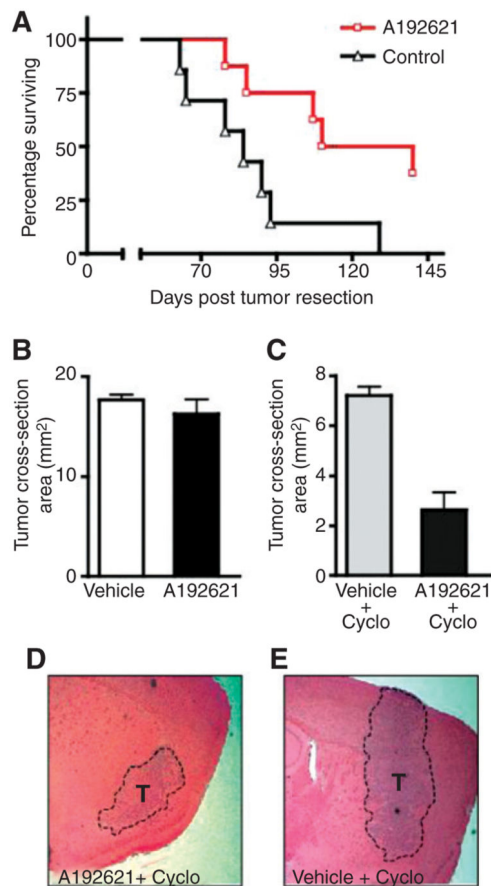 A
A192621
Control
Percentage surviving
100
75
50
25
0
0
70
95
120
145
Days post tumor resection
B
Tumor cross-section
area (mm²)
20
10
0
Vehicle
A192621
C
Tumor cross-section
area (mm²)
8
6
4
2
0
Vehicle
+
Cyclo
A192621
+
Cyclo
D
T
A192621+ Cyclo
E
T
Vehicle + Cyclo